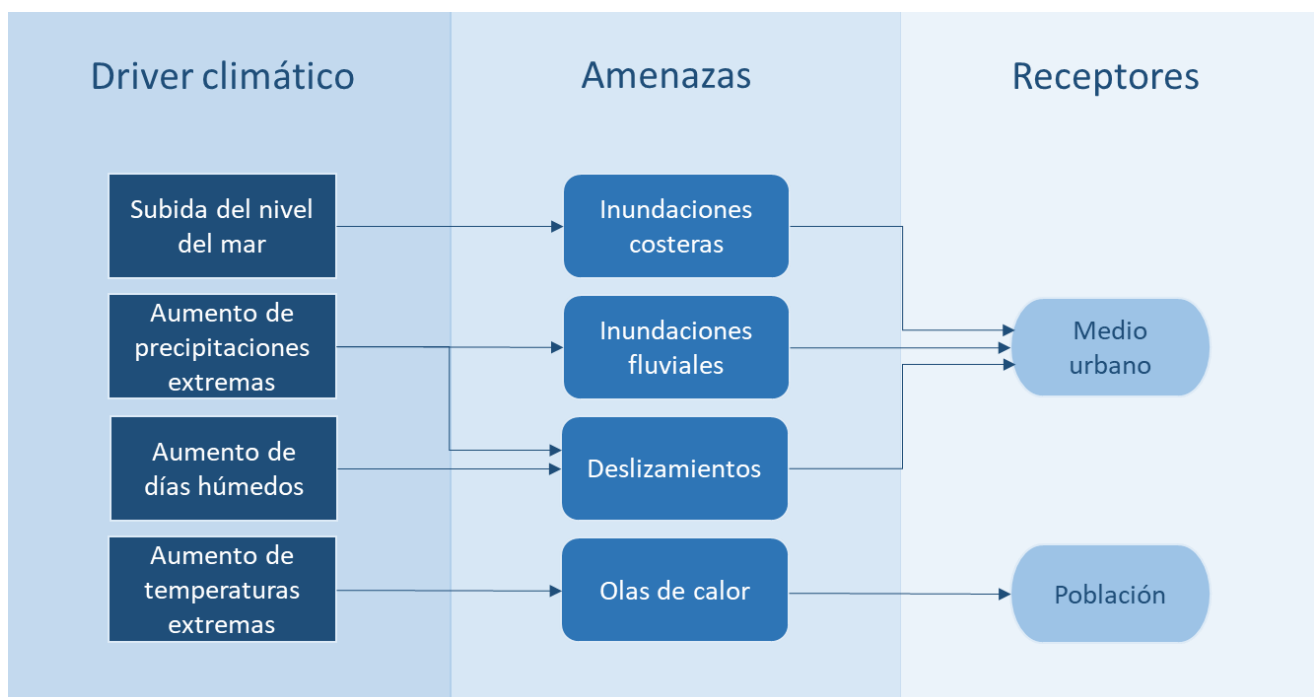 Driver climático
Amenazas
Receptores
Subida del nivel
del mar
Inundaciones
costeras
Aumento de
precipitaciones
extremas
Inundaciones
fluviales
Medio
urbano
Aumento de
días húmedos
Deslizamientos
Aumento de
temperaturas
extremas
Olas de calor
Población